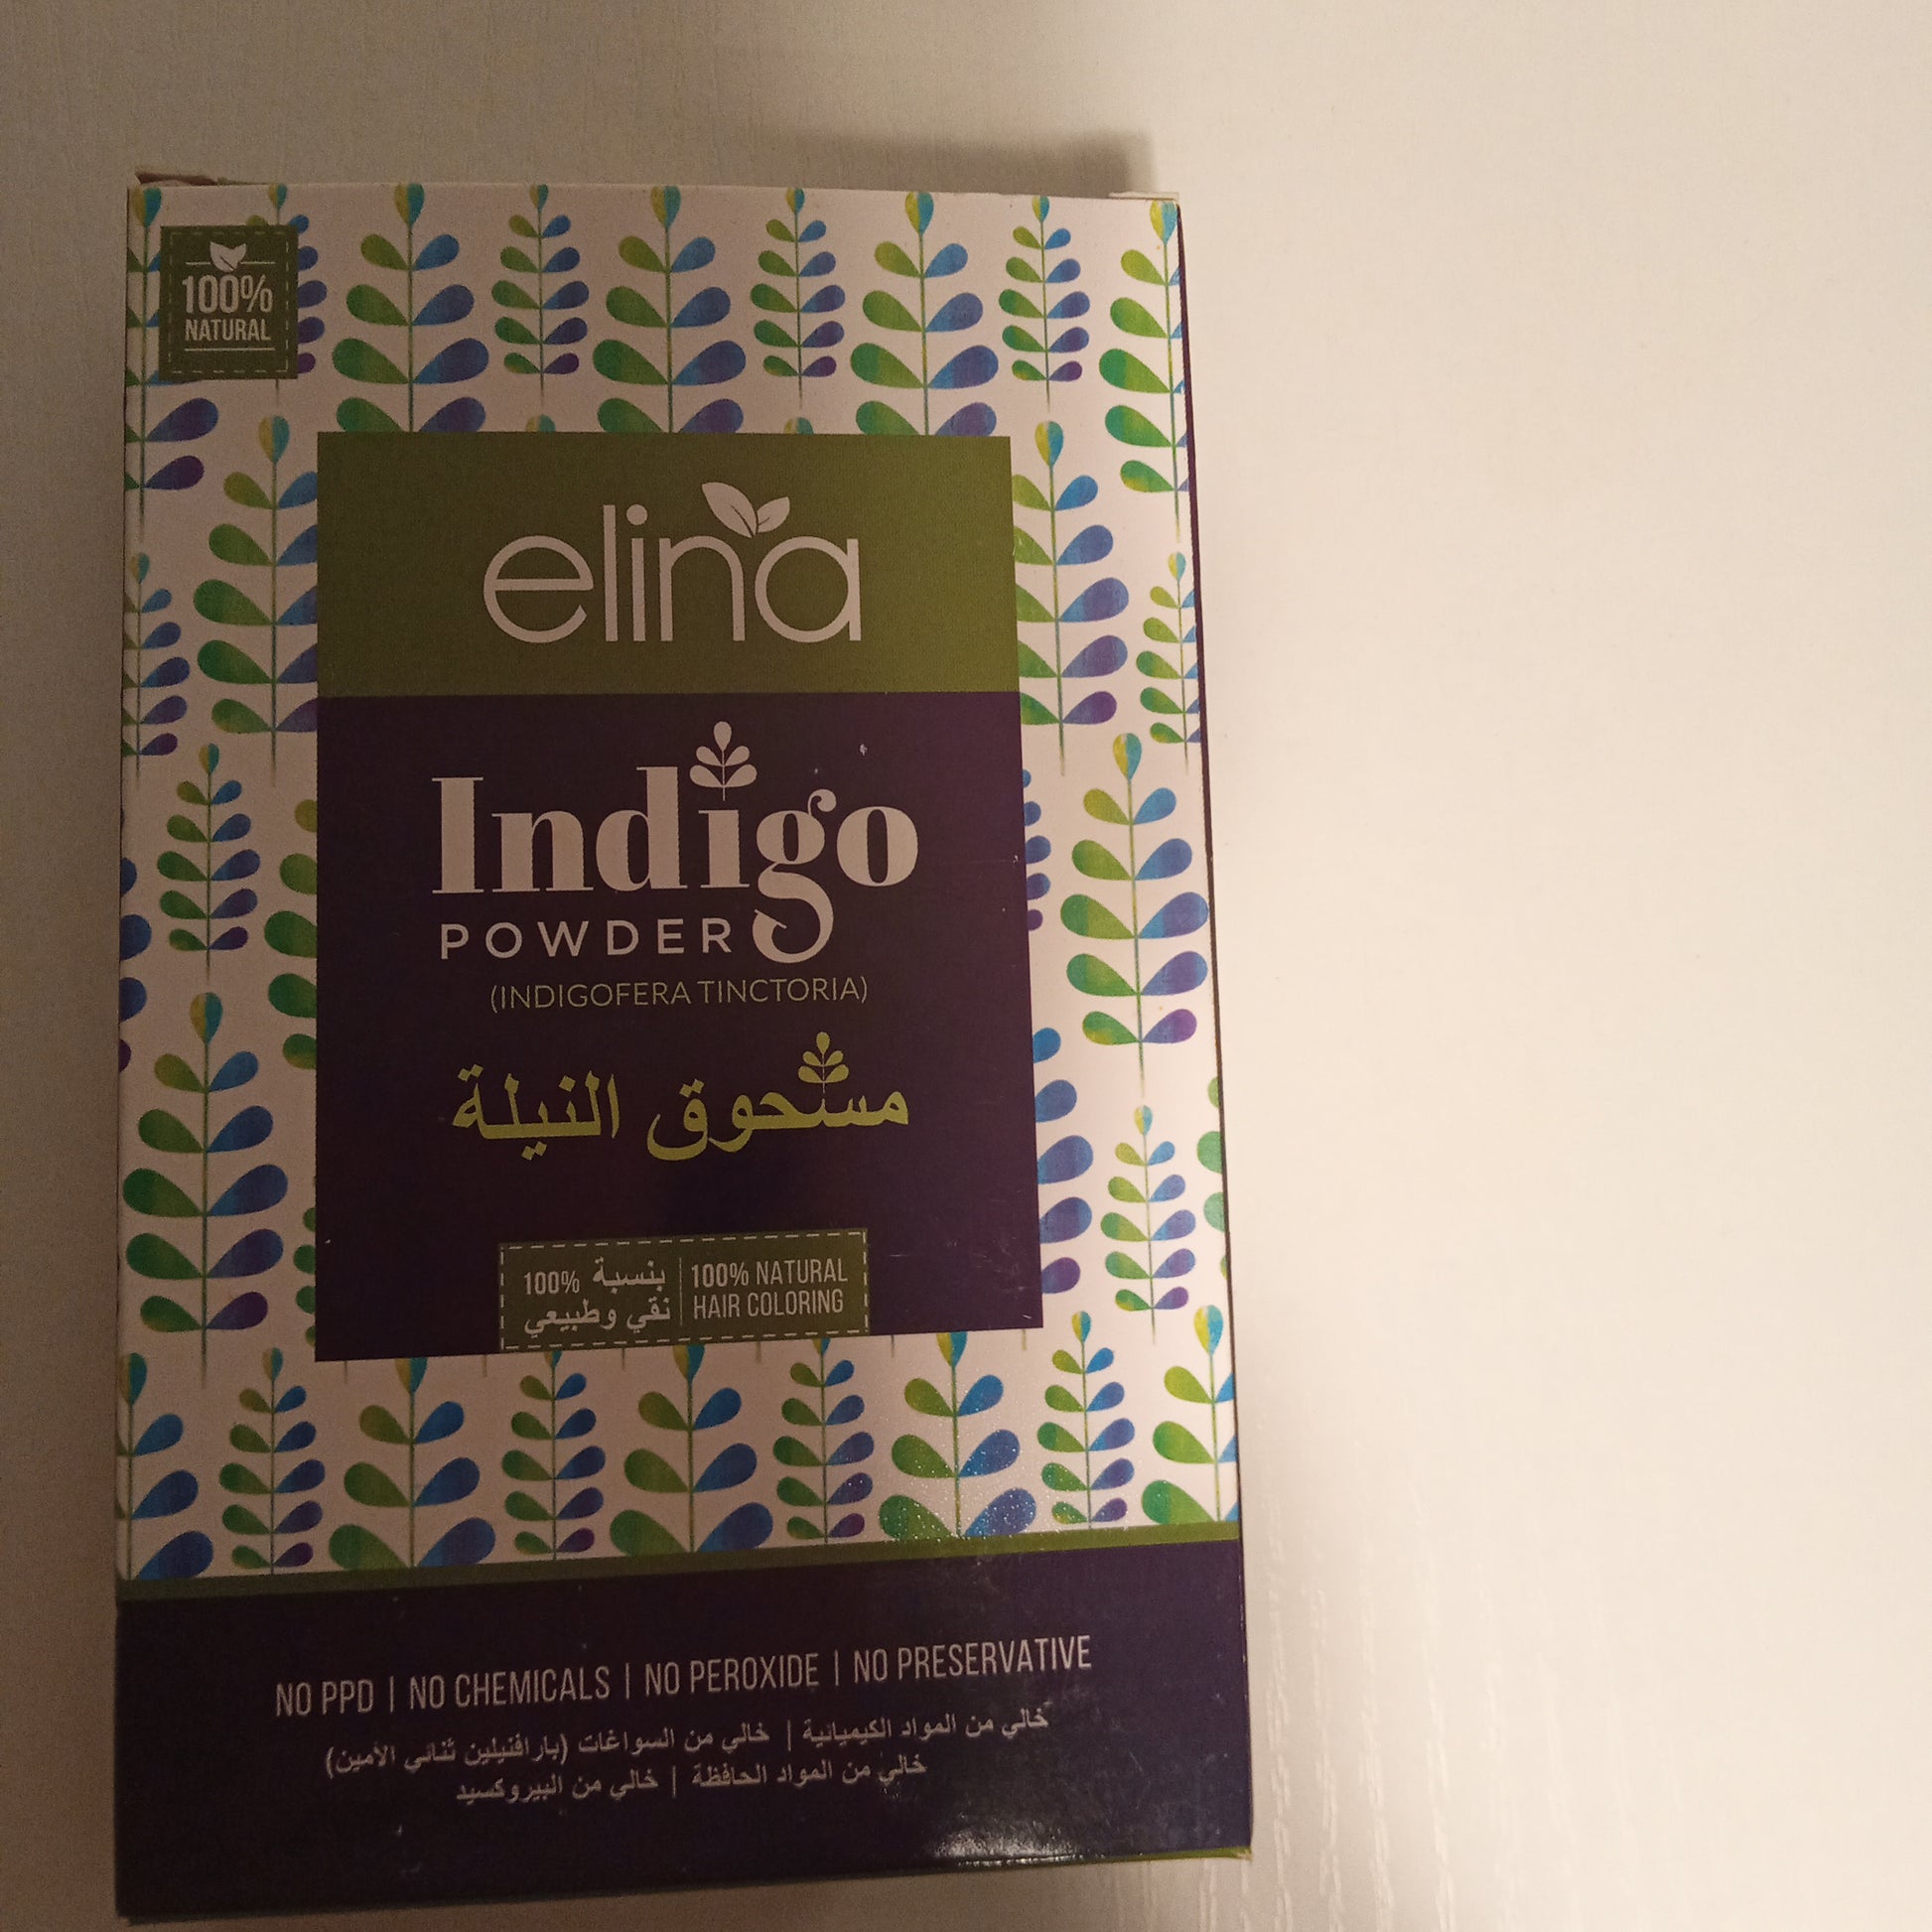 100%
NATURAL
elina
Indigo
POWDER
(INDIGOFERA TINCTORIA)
مسحوق النيلة
بنسبة 100%
نقي وطبيعي
100% NATURAL
HAIR COLORING
NO PPD | NO CHEMICALS | NO PEROXIDE | NO PRESERVATIVE
خالي من المواد الكيميائية | خالي من السواغات (بارافنيلين ثنائي الأمين)
خالي من المواد الحافظة | خالي من البيروكسيد